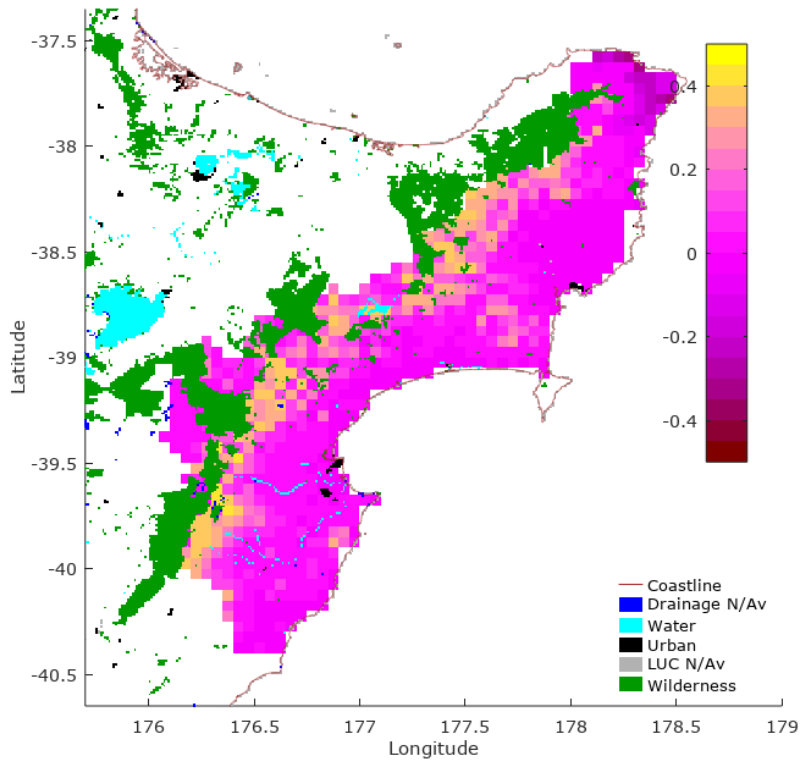 -37.5
-38
-38.5
-39
-39.5
-40
-40.5
Latitude
176
176.5
177
177.5
178
178.5
179
Longitude
0.4
0.2
0
-0.2
-0.4
Coastline
Drainage N/Av
Water
Urban
LUC N/Av
Wilderness